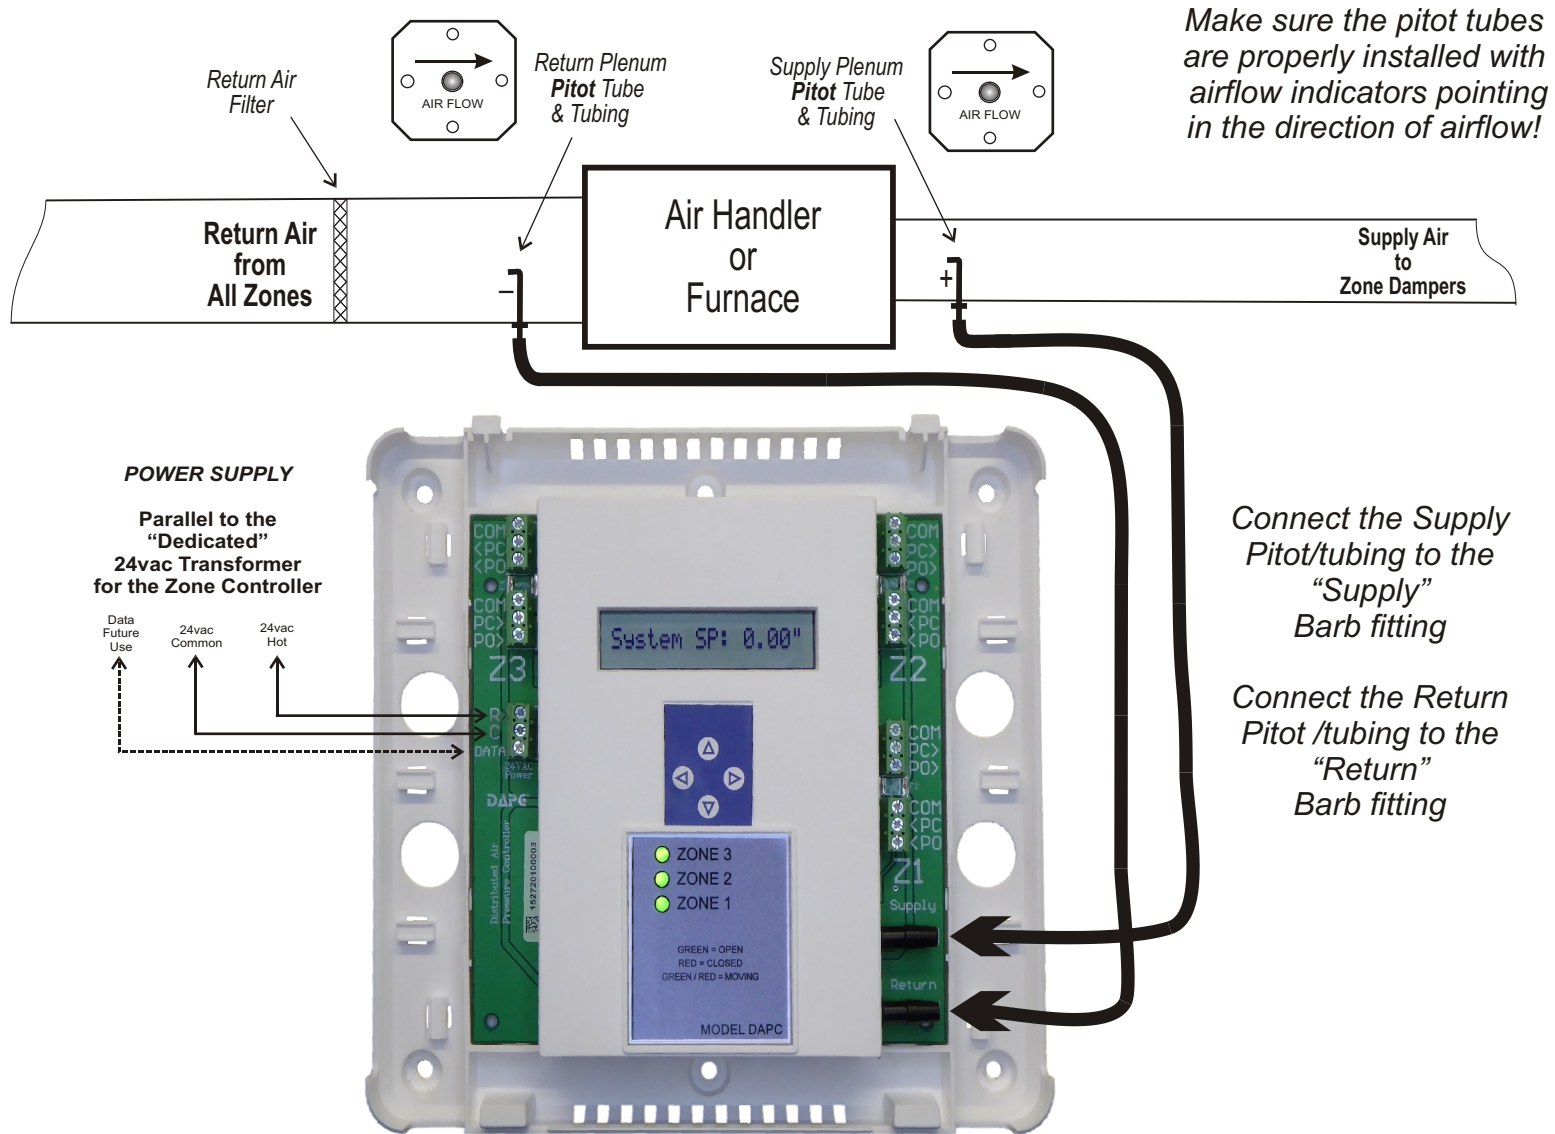 Make sure the pitot tubes
are properly installed with
airflow indicators pointing
in the direction of airflow!
AIR FLOW
AIR FLOW
Return Air
Filter
Return Plenum
Pitot Tube
& Tubing
Supply Plenum
Pitot Tube
& Tubing
Return Air
from
All Zones
–
Air Handler
or
Furnace
+
Supply Air
to
Zone Dampers
POWER SUPPLY
Parallel to the
“Dedicated”
24vac Transformer
for the Zone Controller
Data
Future
Use
24vac
Common
24vac
Hot
COM
<PC
<PO
COM
PC>
PO>
Z3
R>
C
DATA
24VAC
Power
DAPC
Distributed Air
Pressure Controller
152720100003
System SP: 0.00"
ZONE 3
ZONE 2
ZONE 1
GREEN = OPEN
RED = CLOSED
GREEN / RED = MOVING
MODEL DAPC
COM
PC>
PO>
COM
PC>
PO>
Z2
COM
PC>
PO>
F2
COM
<PC
<PO
Z1
Supply
Return
Connect the Supply
Pitot/tubing to the
“Supply”
Barb fitting
Connect the Return
Pitot /tubing to the
“Return”
Barb fitting